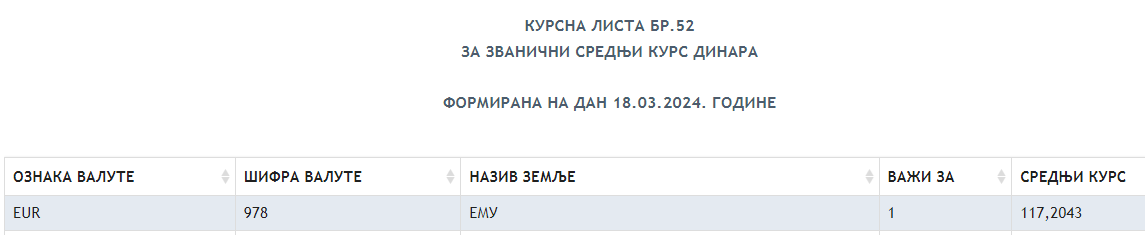 КУРСНА ЛИСТА БР.52
ЗА ЗВАНИЧНИ СРЕДЊИ КУРС ДИНАРА
ФОРМИРАНА НА ДАН 18.03.2024. ГОДИНЕ
ОЗНАКА ВАЛУТЕ ШИФРА ВАЛУТЕ НАЗИВ ЗЕМЉЕ ВАЖИ ЗА СРЕДЊИ КУРС
EUR 978 ЕМУ 1 117,2043